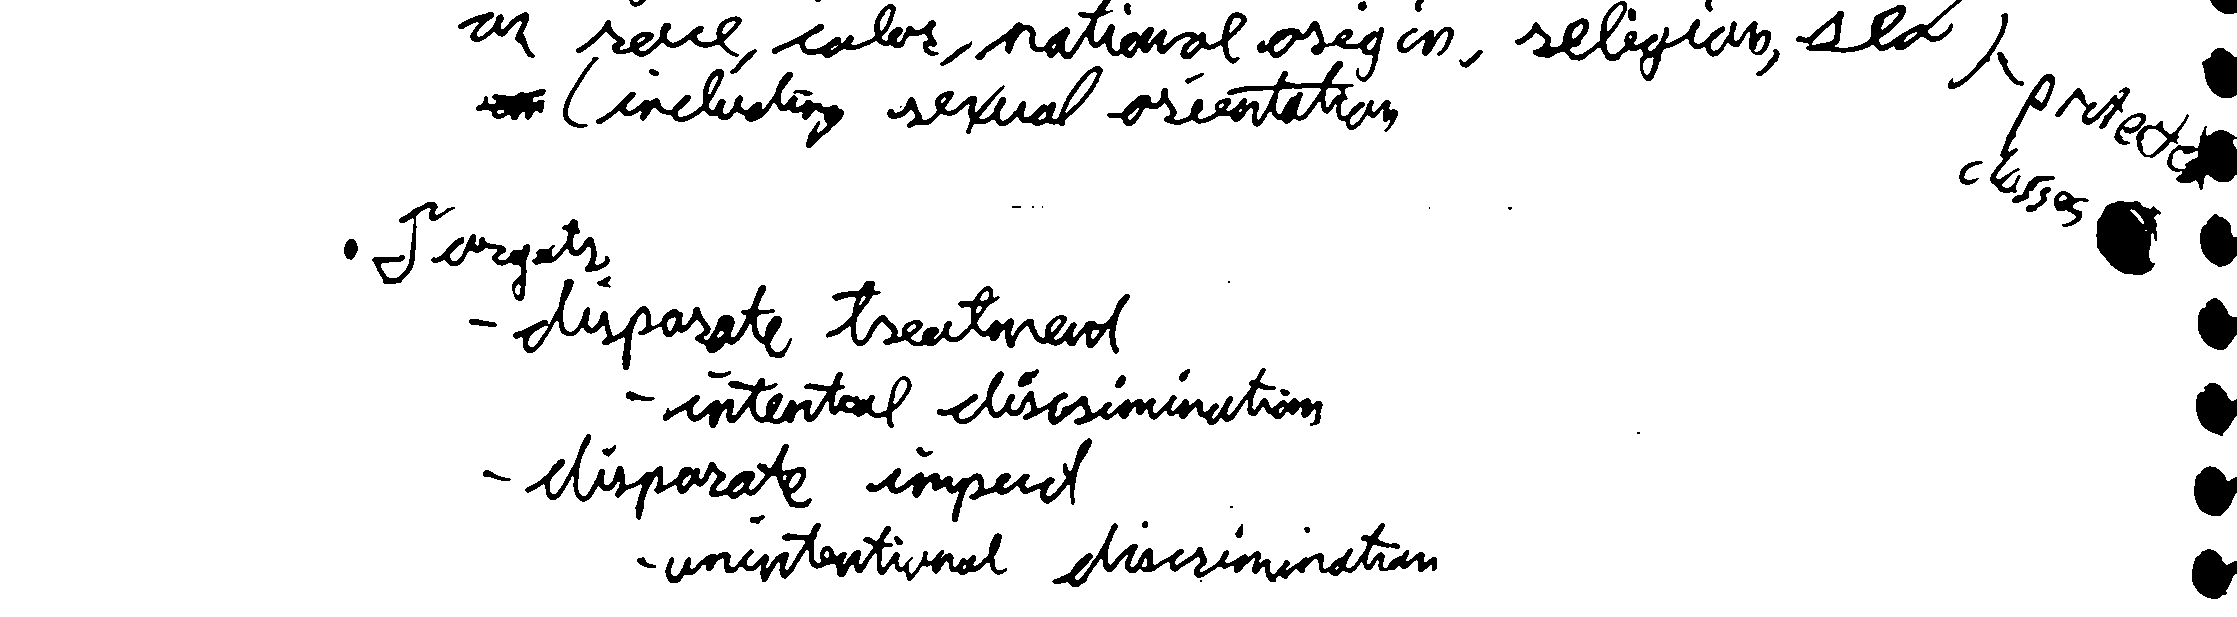 on race, color, national origin, religion, sex
(including sexual orientation
protected
classes
• Targets
- disparate treatment
- intental discrimination
- disparate impact
- unintentional discrimination